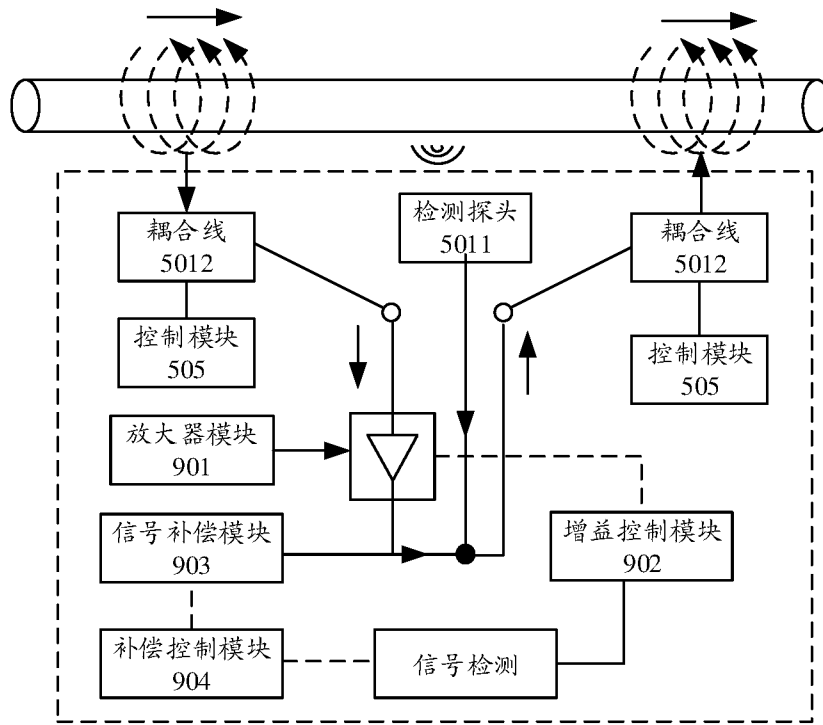 检测探头
5011
耦合线
5012
耦合线
5012
控制模块
505
控制模块
505
放大器模块
901
信号补偿模块
903
增益控制模块
902
补偿控制模块
904
信号检测